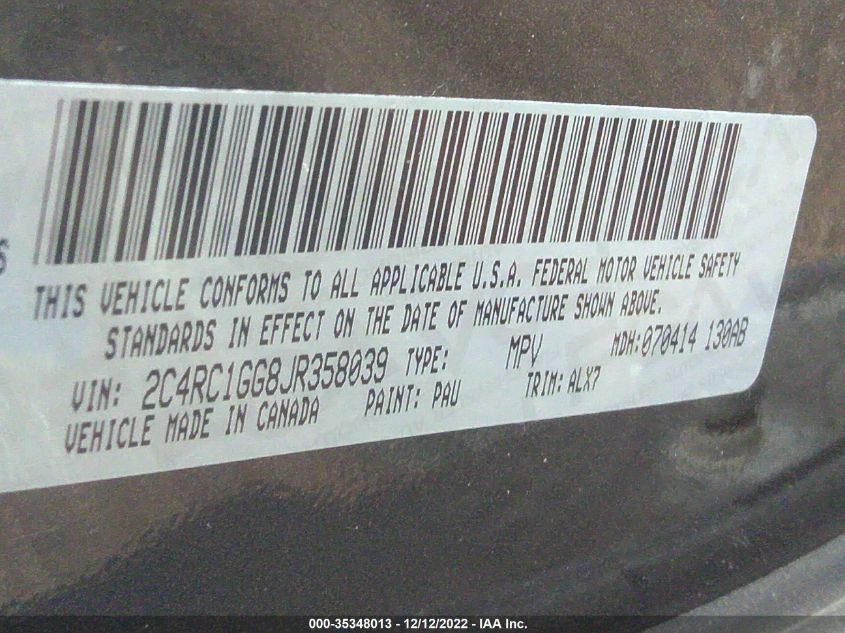 THIS VEHICLE CONFORMS TO ALL APPLICABLE U.S.A. FEDERAL MOTOR VEHICLE SAFETY
STANDARDS IN EFFECT ON THE DATE OF MANUFACTURE SHOWN ABOVE.
VIN: 2C4RC1GG8JR358039 TYPE: MPV MDH:070414 130AB
VEHICLE MADE IN CANADA PAINT: PAU TRIM:ALX7
000-35348013 - 12/12/2022 - IAA Inc.